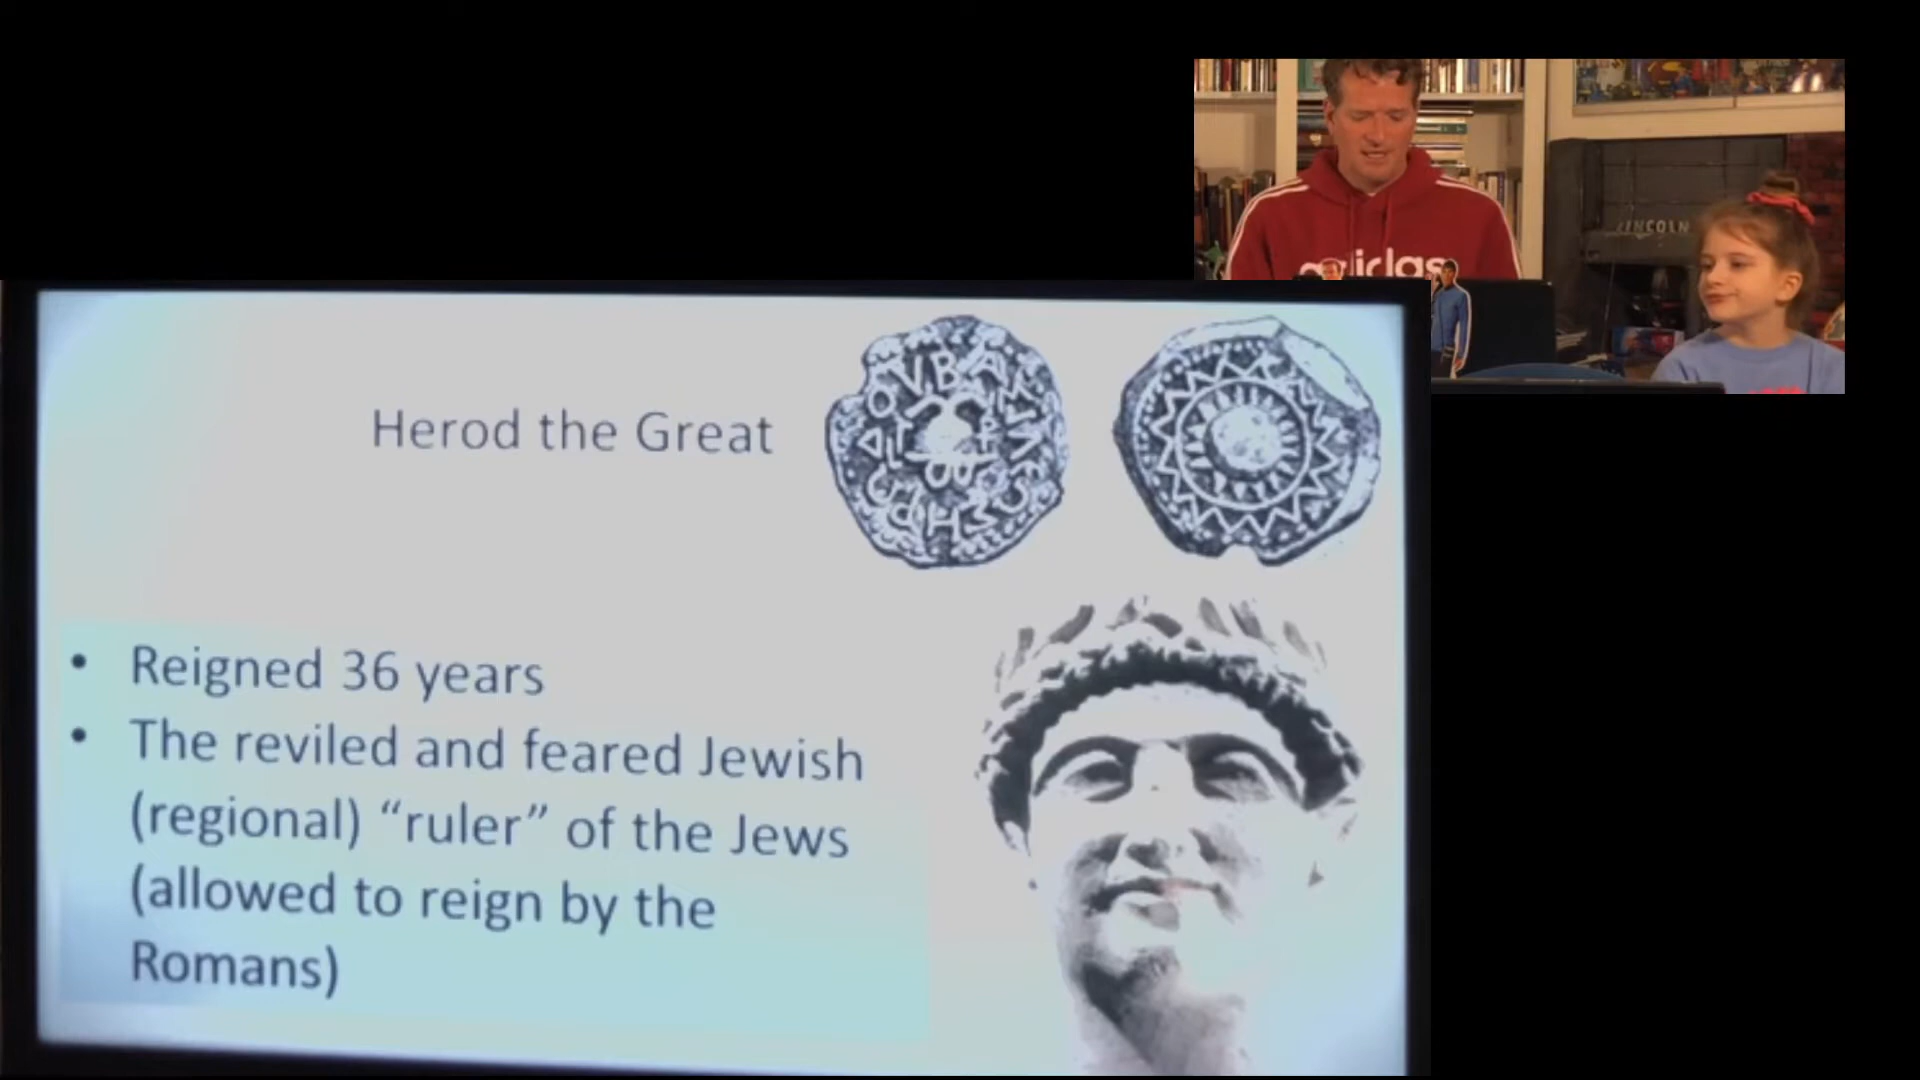 LINCOLN
adidas
Herod the Great
• Reigned 36 years
• The reviled and feared Jewish
(regional) “ruler” of the Jews
(allowed to reign by the
Romans)